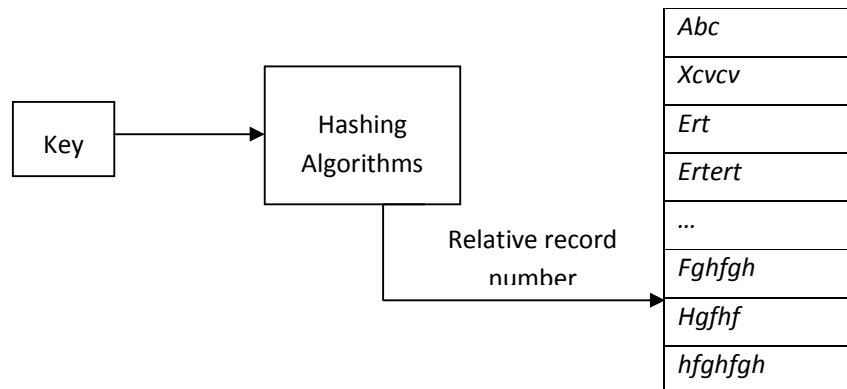 Key
Hashing
Algorithms
Relative record
number
Abc
Xcvcv
Ert
Ertert
...
Fghfgh
Hgfhf
hfghfgh